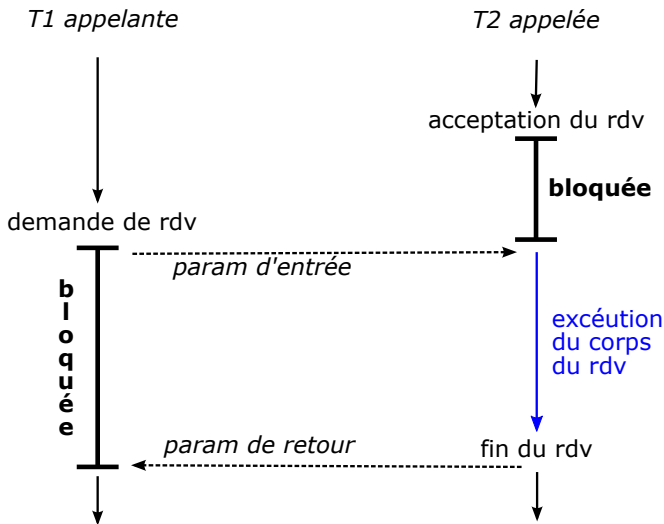 T1 appelante
T2 appelée
acceptation du rdv
bloquée
demande de rdv
param d'entrée
bloquée
excéution
du corps
du rdv
param de retour
fin du rdv